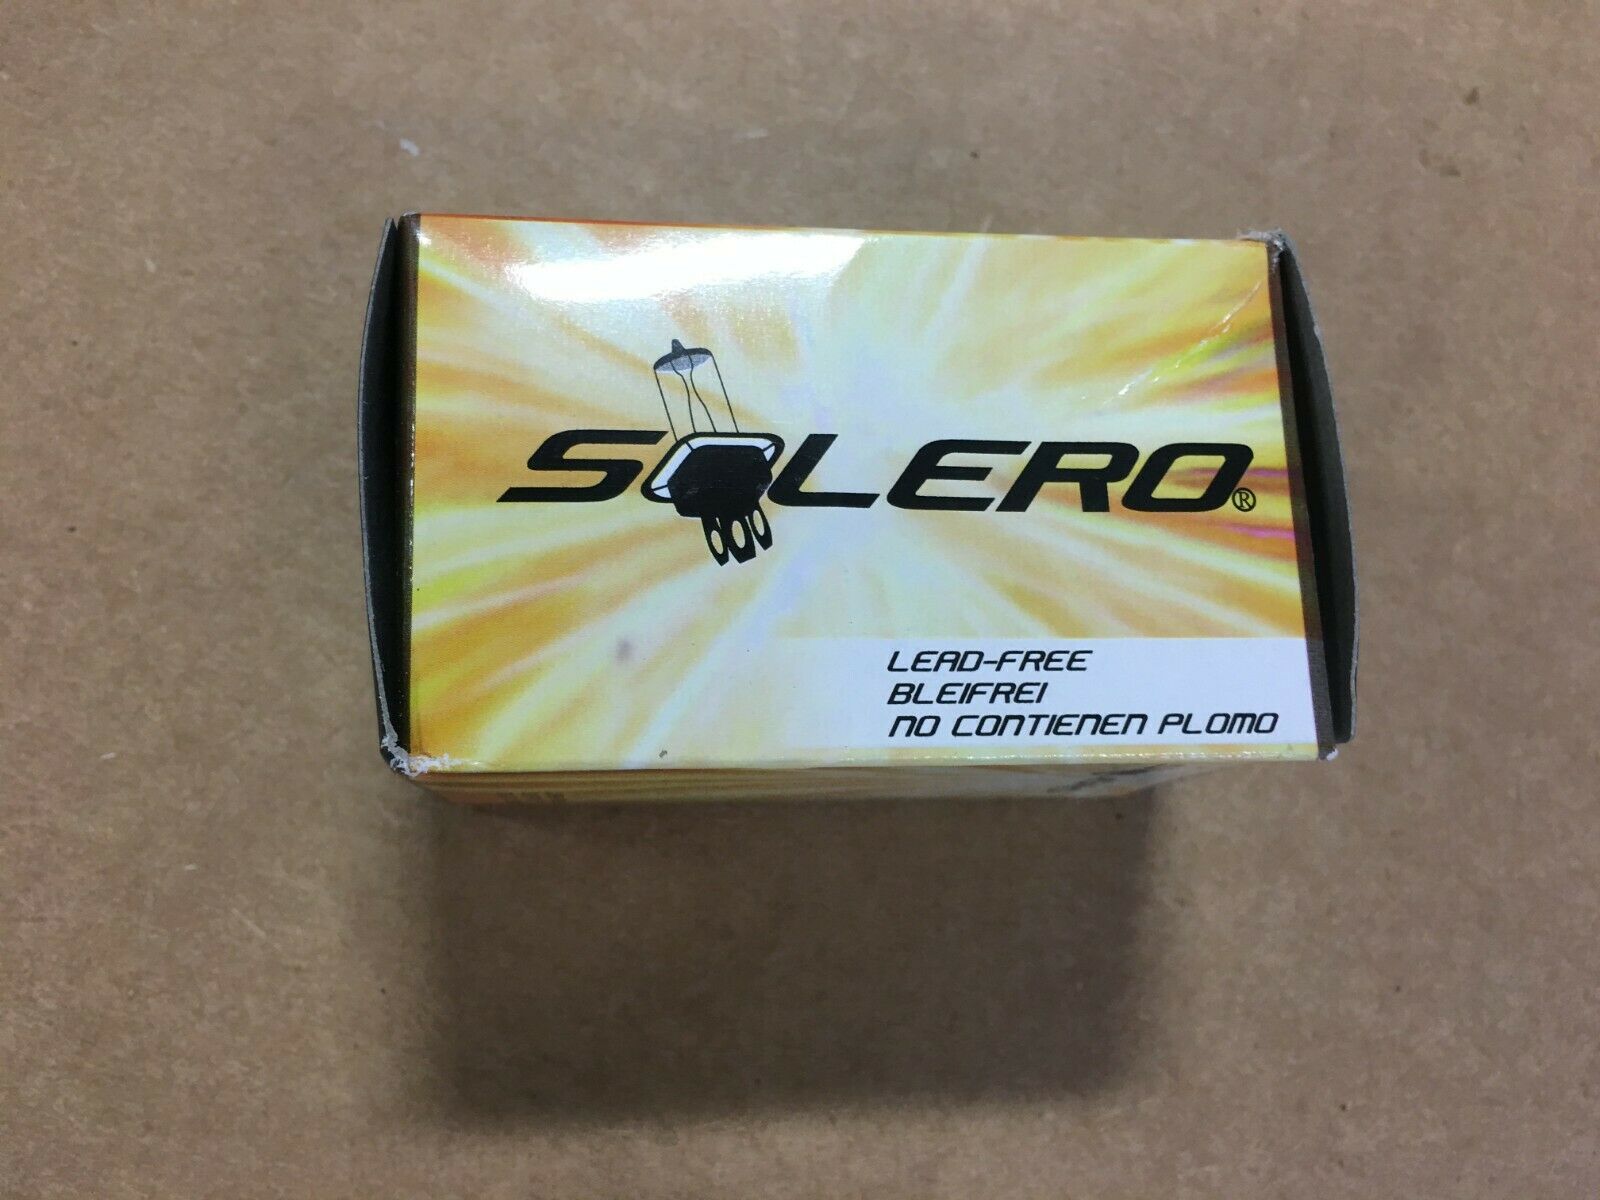 SOLERO®
LEAD-FREE
BLEIFREI
NO CONTIENEN PLOMO